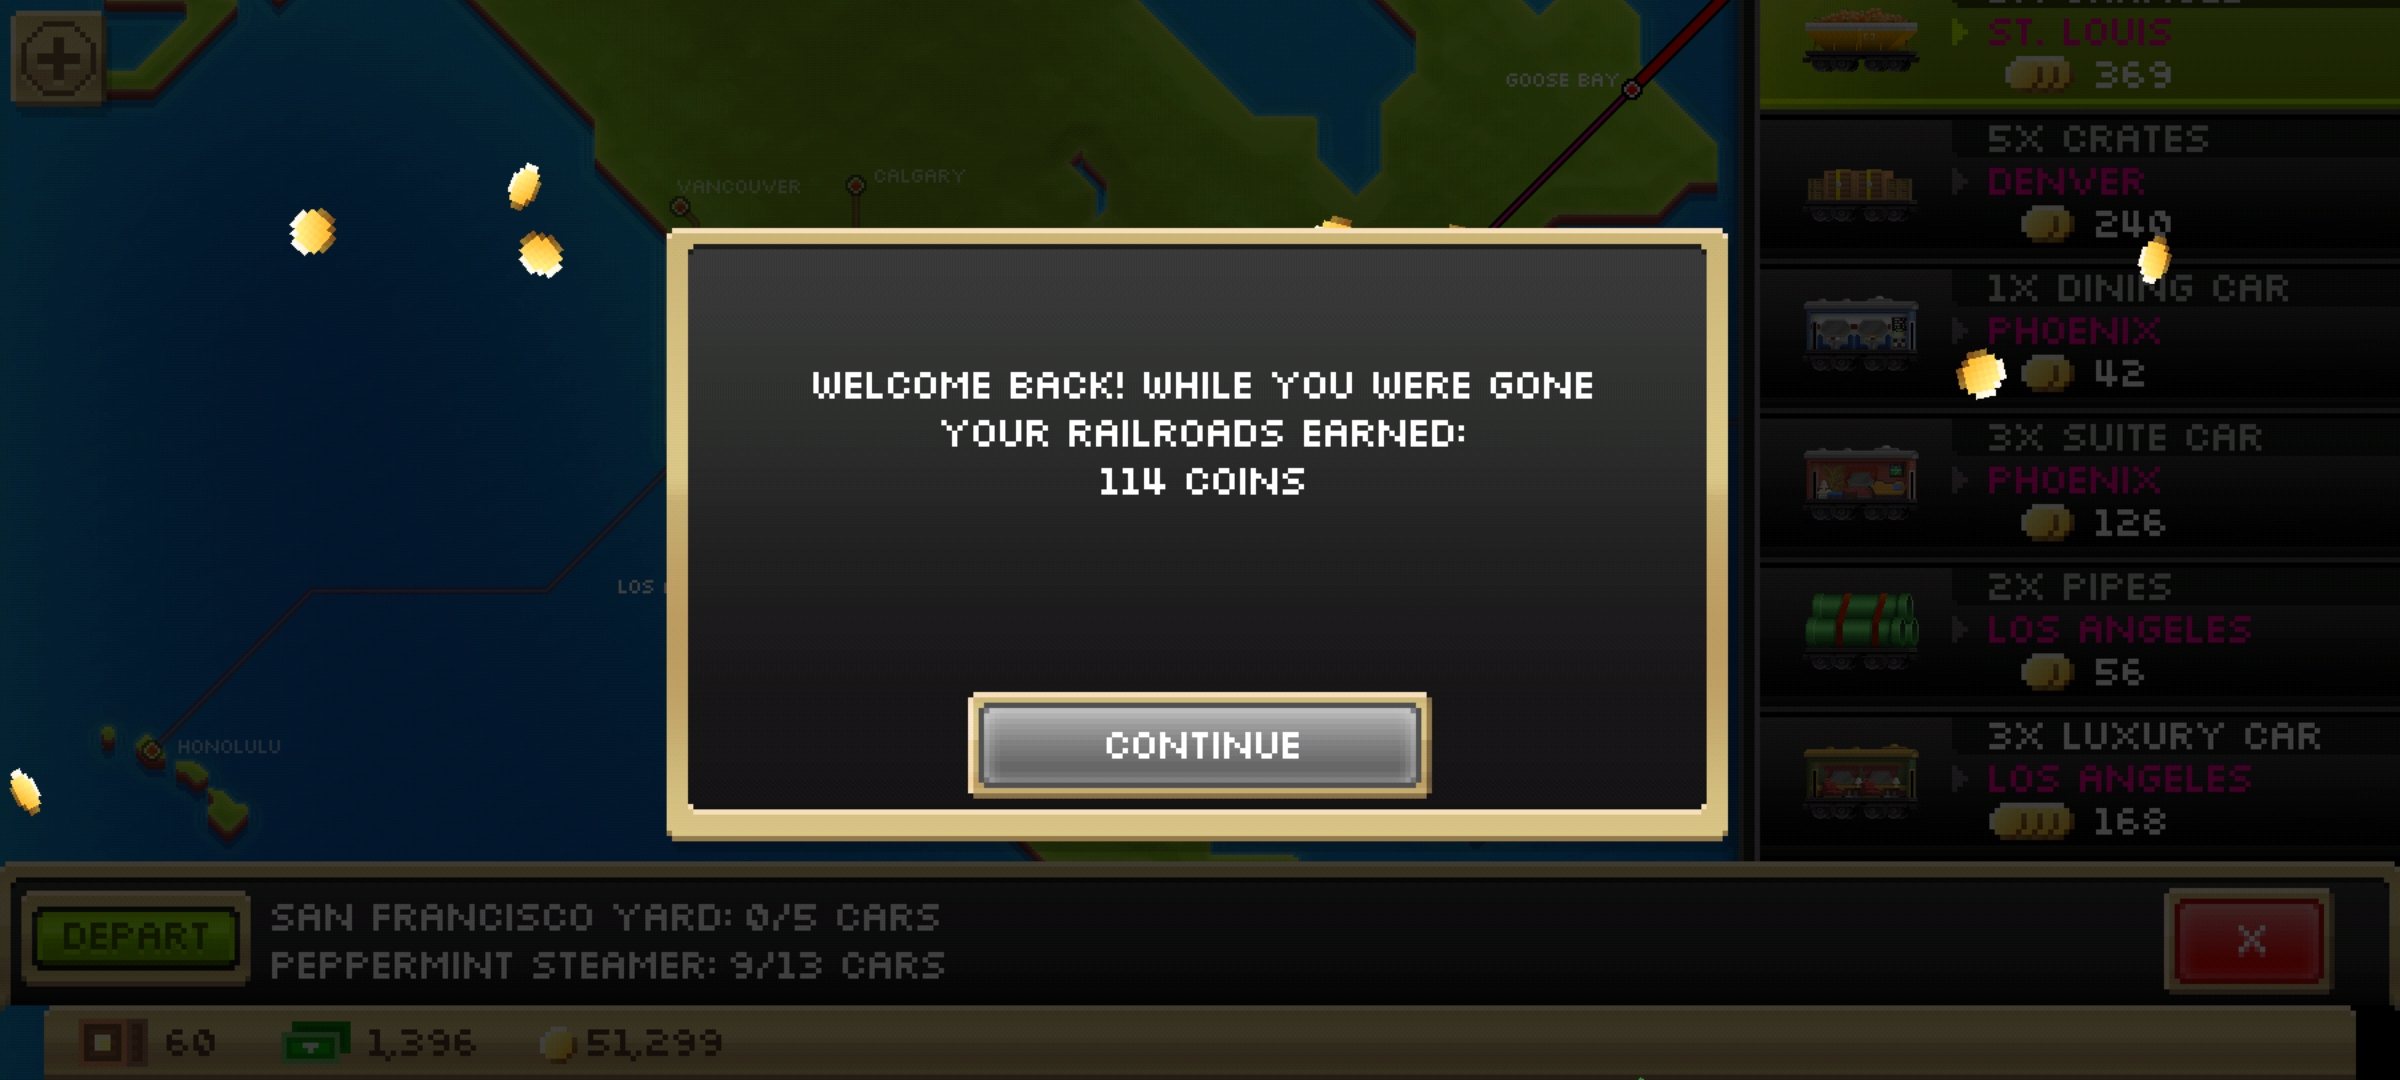 GOOSE BAY
VANCOUVER
CALGARY
LOS
HONOLULU
WELCOME BACK! WHILE YOU WERE GONE
YOUR RAILROADS EARNED:
114 COINS
CONTINUE
ST. LOUIS
369
5X CRATES
DENVER
240
1X DINING CAR
PHOENIX
42
3X SUITE CAR
PHOENIX
126
2X PIPES
LOS ANGELES
56
3X LUXURY CAR
LOS ANGELES
168
DEPART
SAN FRANCISCO YARD: 0/5 CARS
PEPPERMINT STEAMER: 9/13 CARS
X
60 1,396 51,299